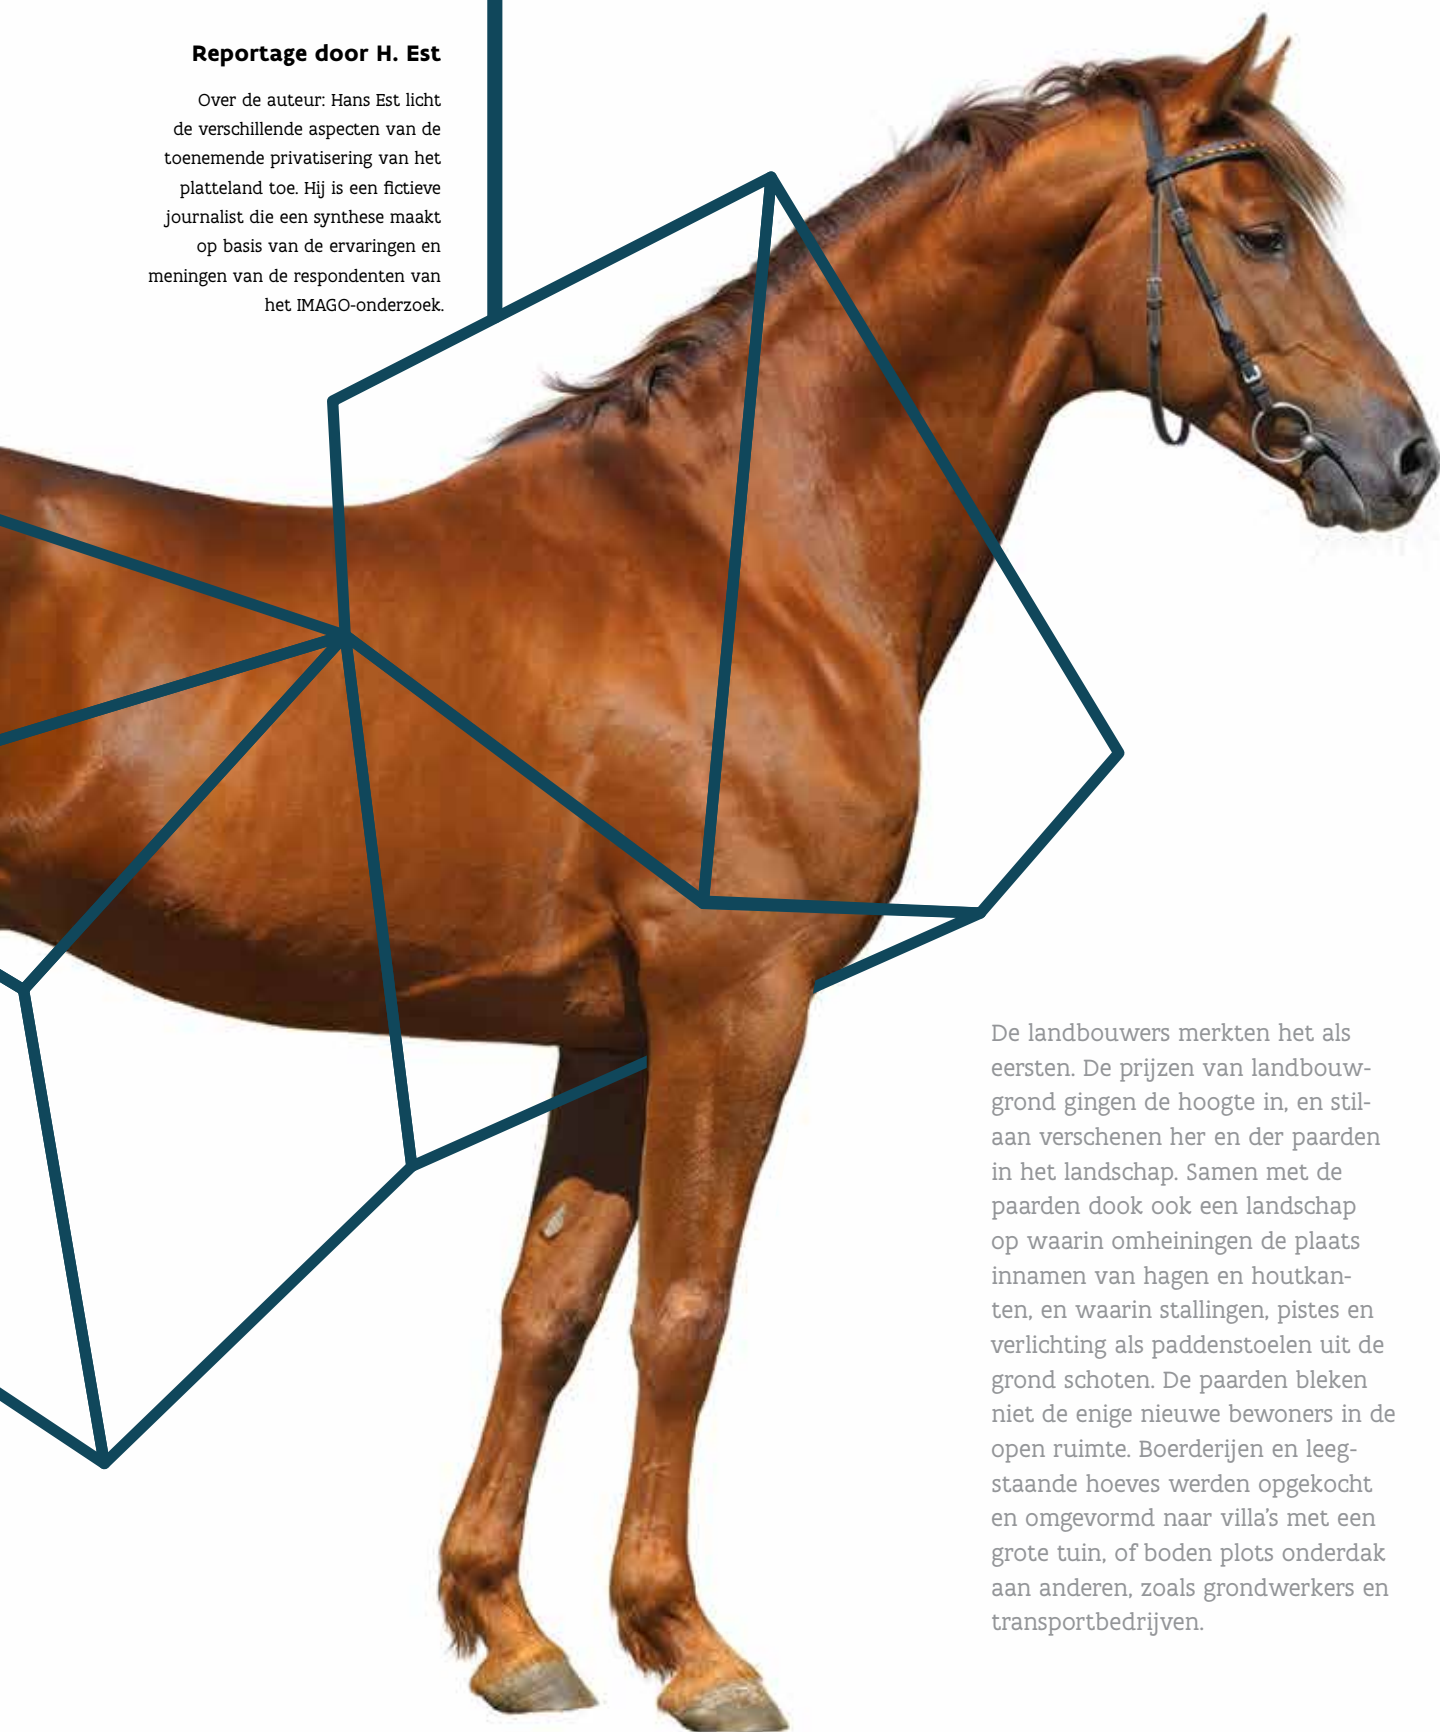 Reportage door H. Est
Over de auteur: Hans Est licht
de verschillende aspecten van de
toenemende privatisering van het
platteland toe. Hij is een fictieve
journalist die een synthese maakt
op basis van de ervaringen en
meningen van de respondenten van
het IMAGO-onderzoek.
De landbouwers merkten het als
eersten. De prijzen van landbouw-
grond gingen de hoogte in, en stil-
aan verschenen her en der paarden
in het landschap. Samen met de
paarden dook ook een landschap
op waarin omheiningen de plaats
innamen van hagen en houtkan-
ten, en waarin stallingen, pistes en
verlichting als paddenstoelen uit de
grond schoten. De paarden bleken
niet de enige nieuwe bewoners in de
open ruimte. Boerderijen en leeg-
staande hoeves werden opgekocht
en omgevormd naar villa’s met een
grote tuin, of boden plots onderdak
aan anderen, zoals grondwerkers en
transportbedrijven.